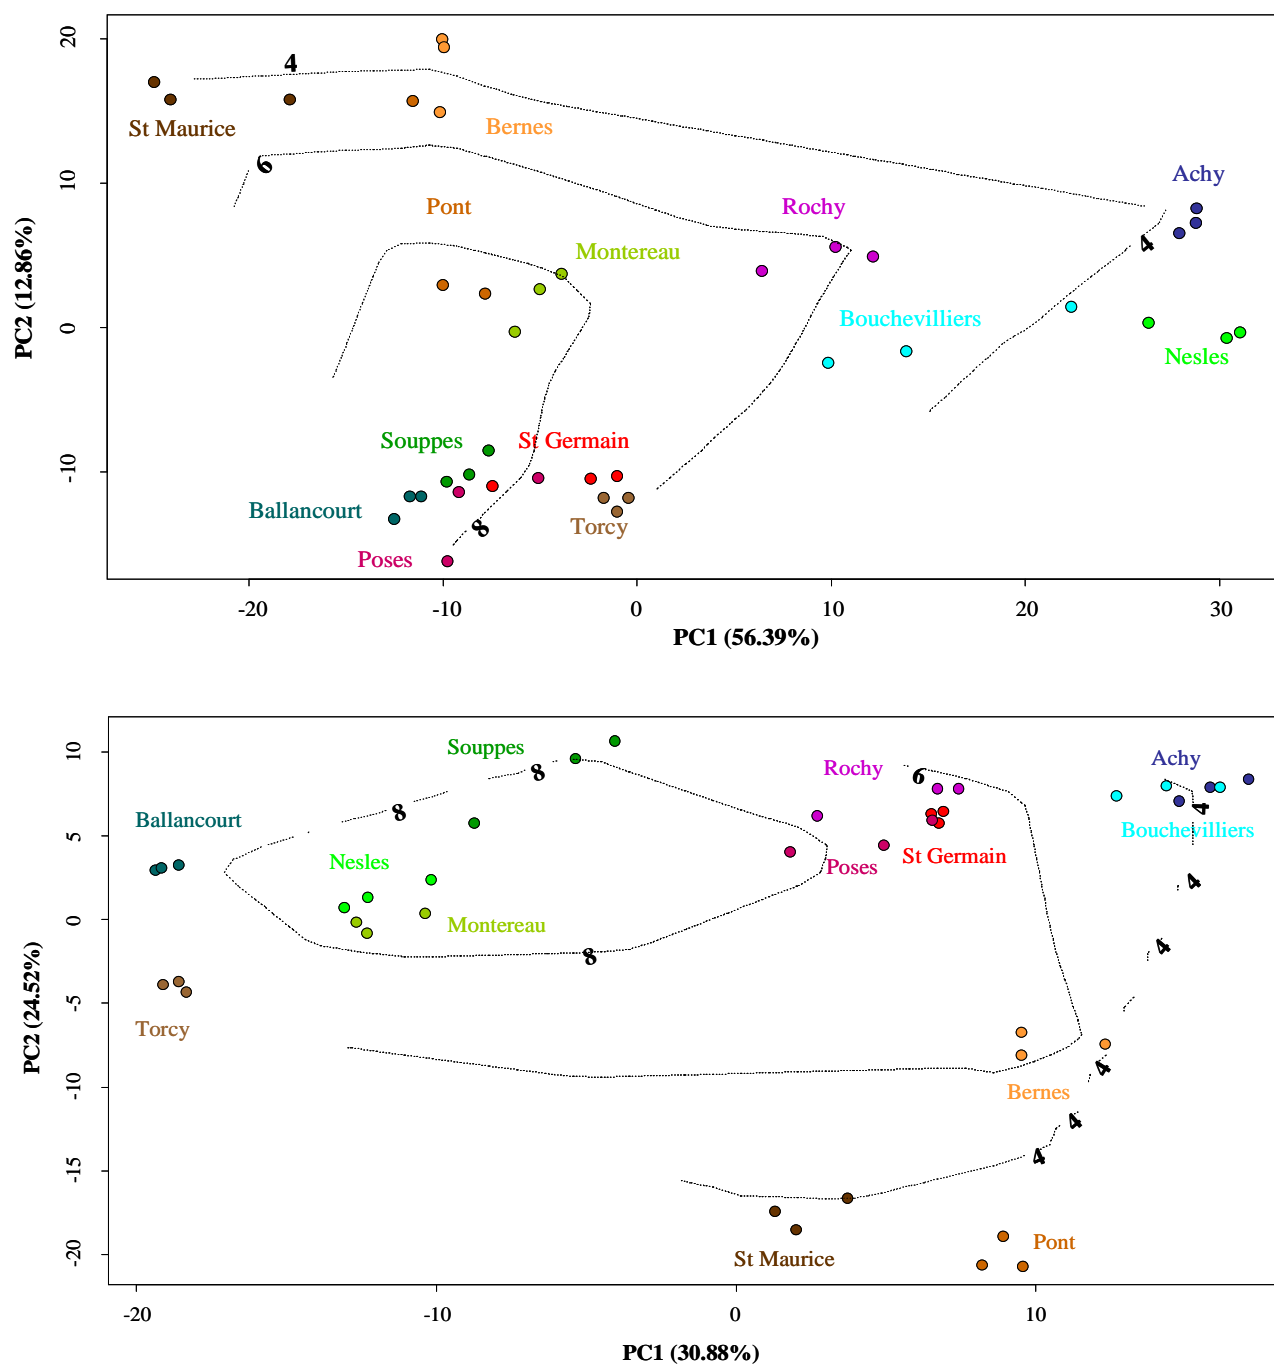 20
10
0
-10
PC2 (12.86%)
4
St Maurice
Bernes
6
Achy
Pont
Rochy
Montereau
4
Bouchevilliers
Nesles
Souppes
St Germain
Ballancourt
8
Torcy
Poses
-20
-10
0
10
20
30
PC1 (56.39%)
10
5
0
-5
-10
-15
-20
PC2 (24.52%)
Souppes
8
Rochy
6
Achy
8
4
Ballancourt
Bouchevilliers
Nesles
St Germain
Poses
4
Montereau
8
4
Torcy
4
Bernes
4
4
St Maurice
Pont
-20
-10
0
10
PC1 (30.88%)